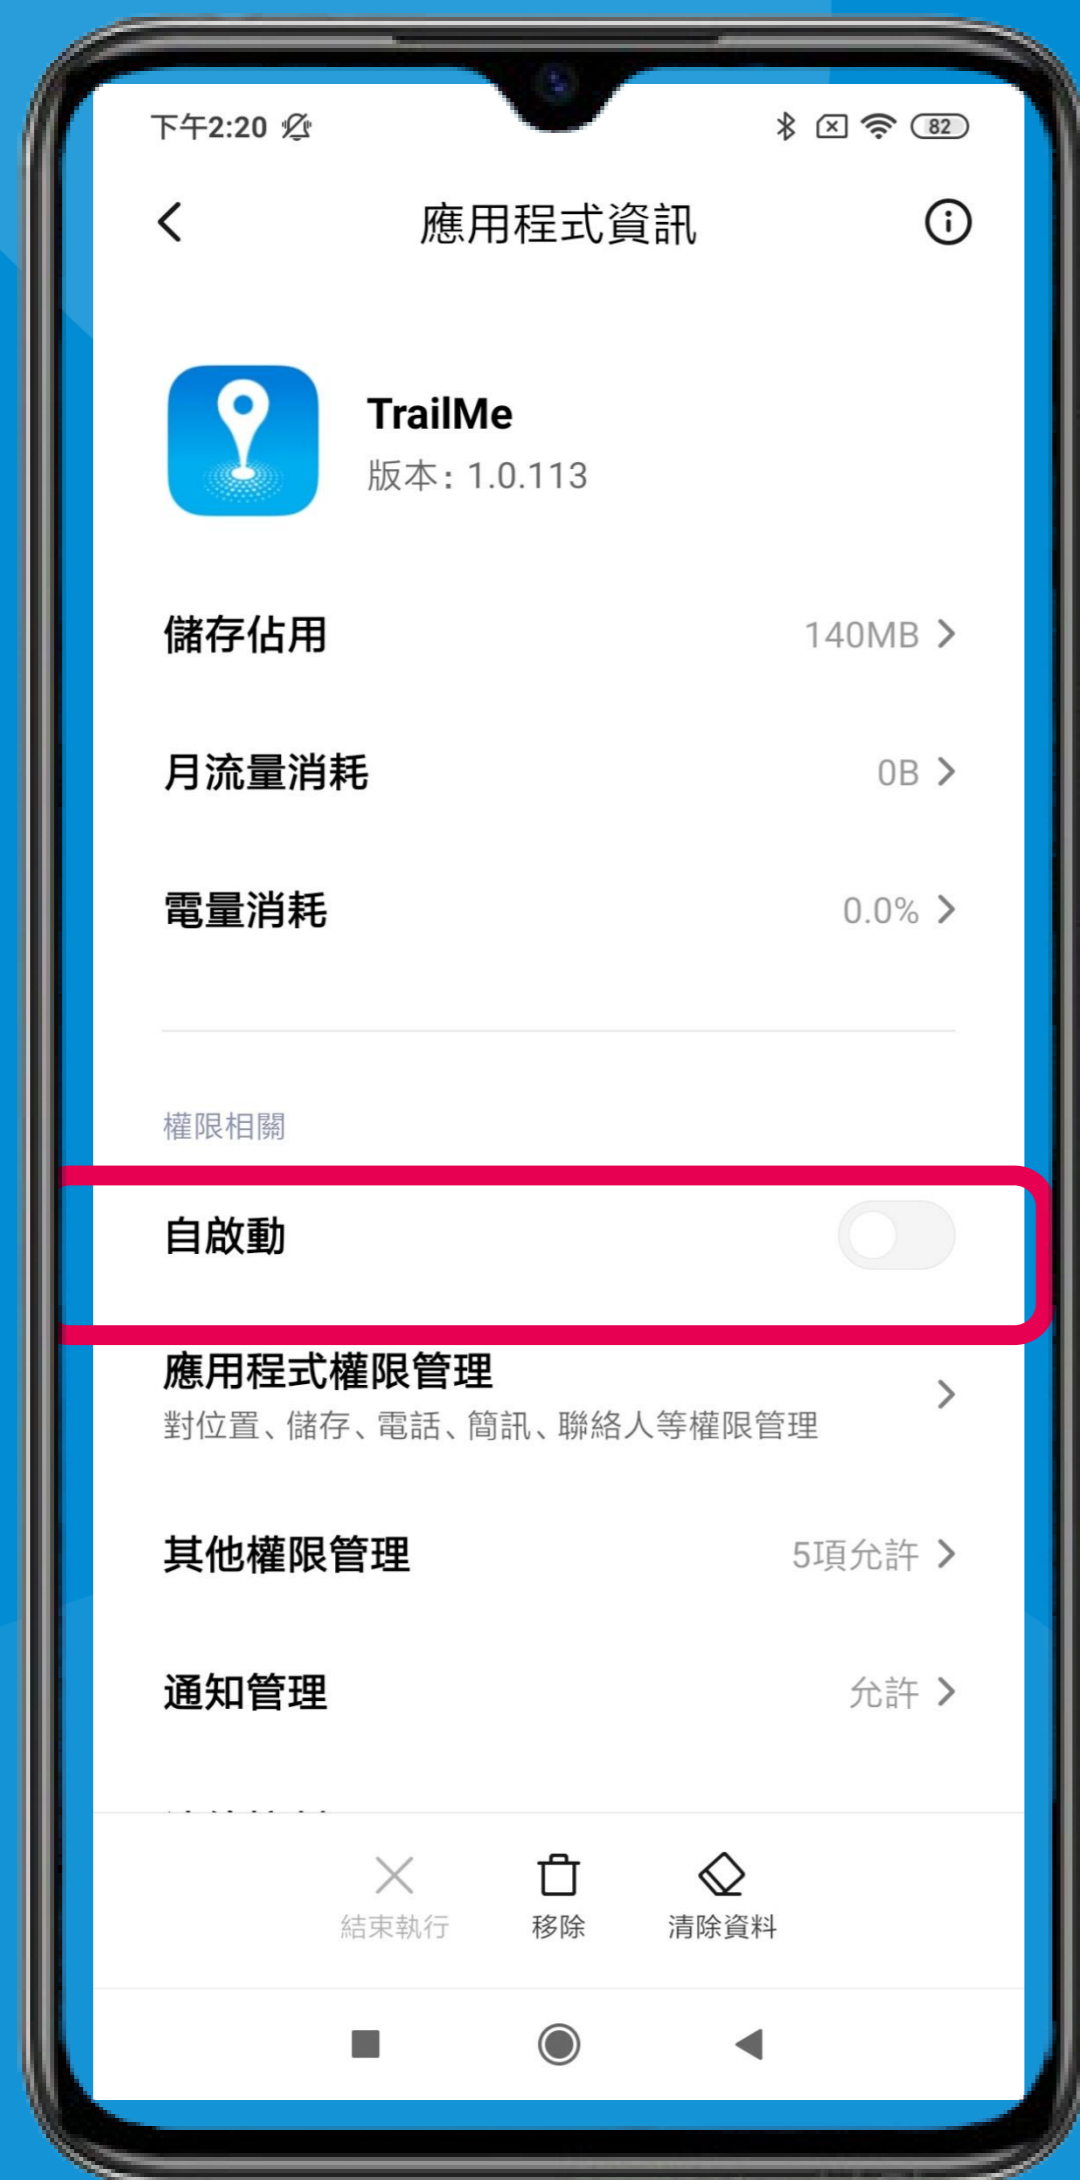 下午2:20
82
應用程式資訊
TrailMe
版本: 1.0.113
儲存佔用 140MB
月流量消耗 0B
電量消耗 0.0%
權限相關
自啟動
應用程式權限管理
對位置、儲存、電話、簡訊、聯絡人等權限管理
其他權限管理 5項允許
通知管理 允許
結束執行 移除 清除資料